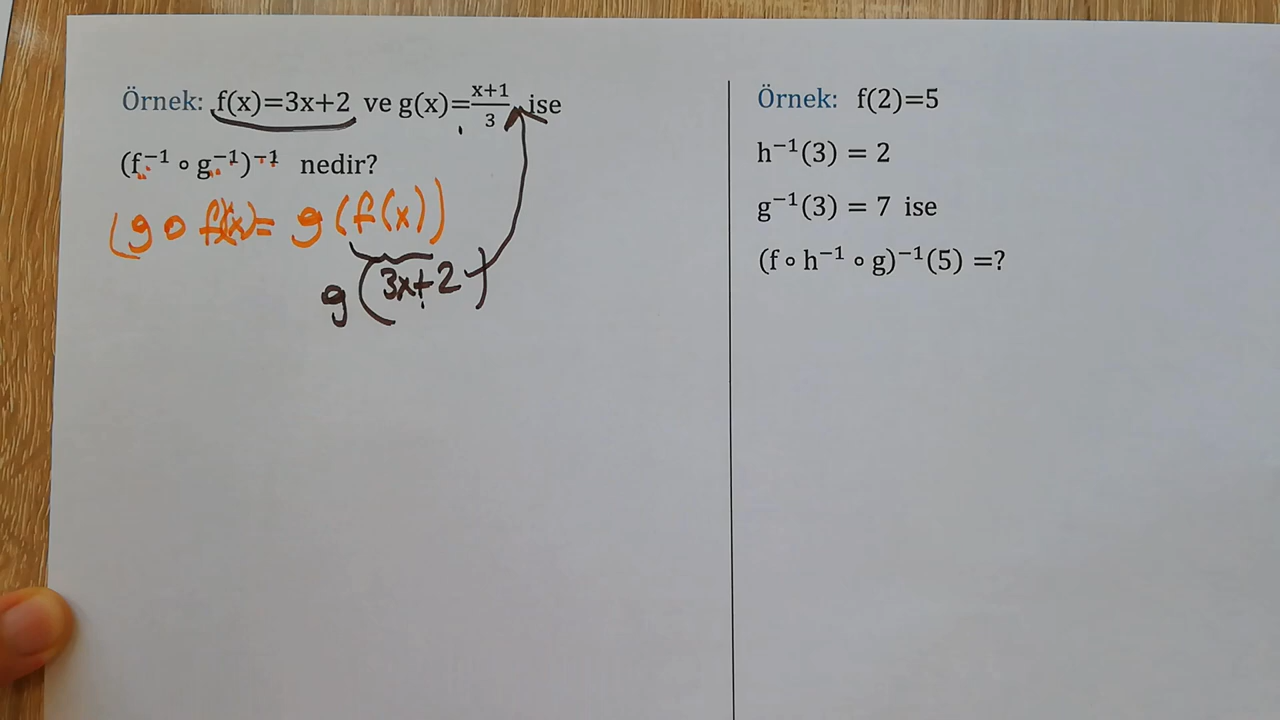 Örnek: f(x)=3x+2 ve g(x)=x+1/3 ise
(f⁻¹ ∘ g⁻¹)⁻¹ nedir?
(g o f)(x)= g(f(x))
g(3x+2)
Örnek: f(2)=5
h⁻¹(3) = 2
g⁻¹(3) = 7 ise
(f ∘ h⁻¹ ∘ g)⁻¹(5) =?